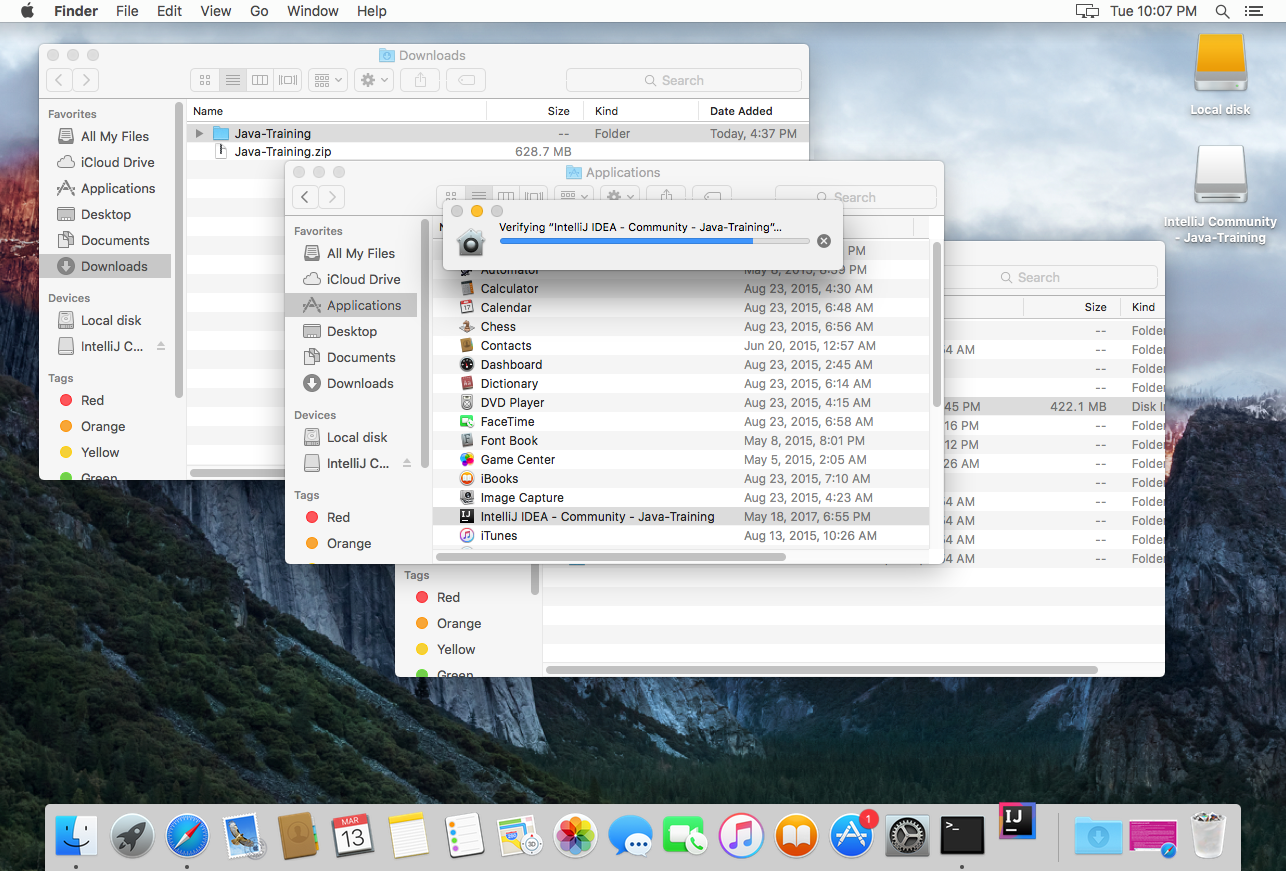 Finder File Edit View Go Window Help Tue 10:07 PM
Downloads
Search
Name Size Kind Date Added
Java-Training -- Folder Today, 4:37 PM
Java-Training.zip 628.7 MB
Favorites
All My Files
iCloud Drive
Applications
Desktop
Documents
Downloads
Devices
Local disk
IntelliJ C...
Tags
Red
Orange
Yellow
Green
Applications
Search
Favorites
All My Files
iCloud Drive
Applications
Desktop
Documents
Downloads
Devices
Local disk
IntelliJ C...
Tags
Red
Orange
Verifying “IntelliJ IDEA - Community - Java-Training”...
PM
Automator May 8, 2015, 8:59 PM
Calculator Aug 23, 2015, 4:30 AM
Calendar Aug 23, 2015, 6:48 AM
Chess Aug 23, 2015, 6:56 AM
Contacts Jun 20, 2015, 12:57 AM
Dashboard Aug 23, 2015, 2:45 AM
Dictionary Aug 23, 2015, 6:14 AM
DVD Player Aug 23, 2015, 4:15 AM
FaceTime Aug 23, 2015, 6:58 AM
Font Book May 8, 2015, 8:01 PM
Game Center May 5, 2015, 2:05 AM
iBooks Aug 23, 2015, 7:10 AM
Image Capture Aug 23, 2015, 4:23 AM
IntelliJ IDEA - Community - Java-Training May 18, 2017, 6:55 PM
iTunes Aug 13, 2015, 10:26 AM
Search
Size Kind
-- Folder
54 AM -- Folder
-- Folder
-- Folder
45 PM 422.1 MB Disk I
16 PM -- Folder
12 PM -- Folder
26 AM -- Folder
-- Folder
54 AM -- Folder
54 AM -- Folder
54 AM -- Folder
54 AM -- Folder
Tags
Red
Orange
Yellow
Green
Local disk
IntelliJ Community
- Java-Training
MAR
13
3D
1
>_
IJ